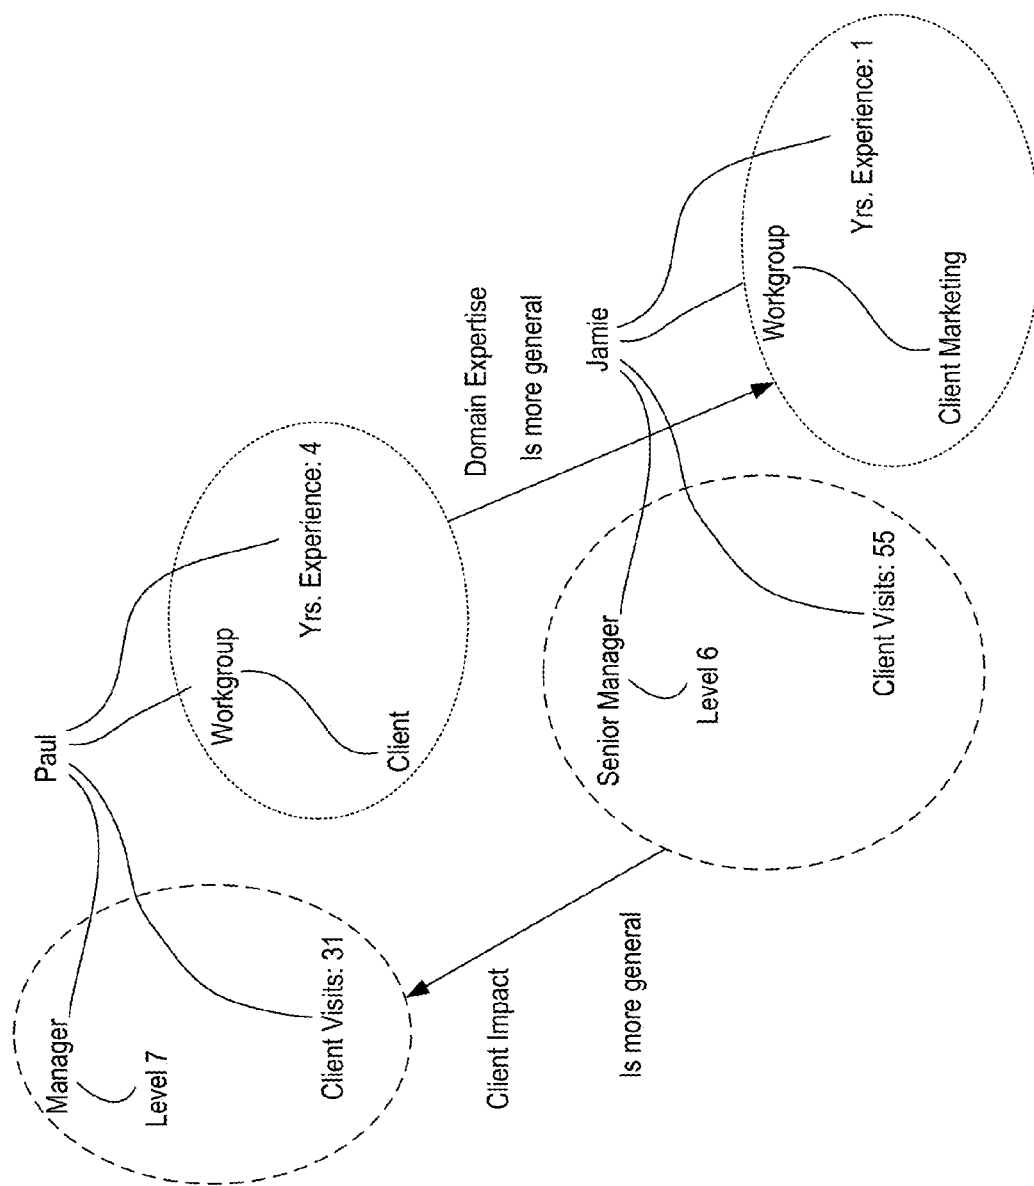 Paul
Manager
Level 7
Client Visits: 31
Workgroup
Client
Yrs. Experience: 4
Client Impact
Is more general
Domain Expertise
Is more general
Jamie
Senior Manager
Level 6
Client Visits: 55
Workgroup
Client Marketing
Yrs. Experience: 1